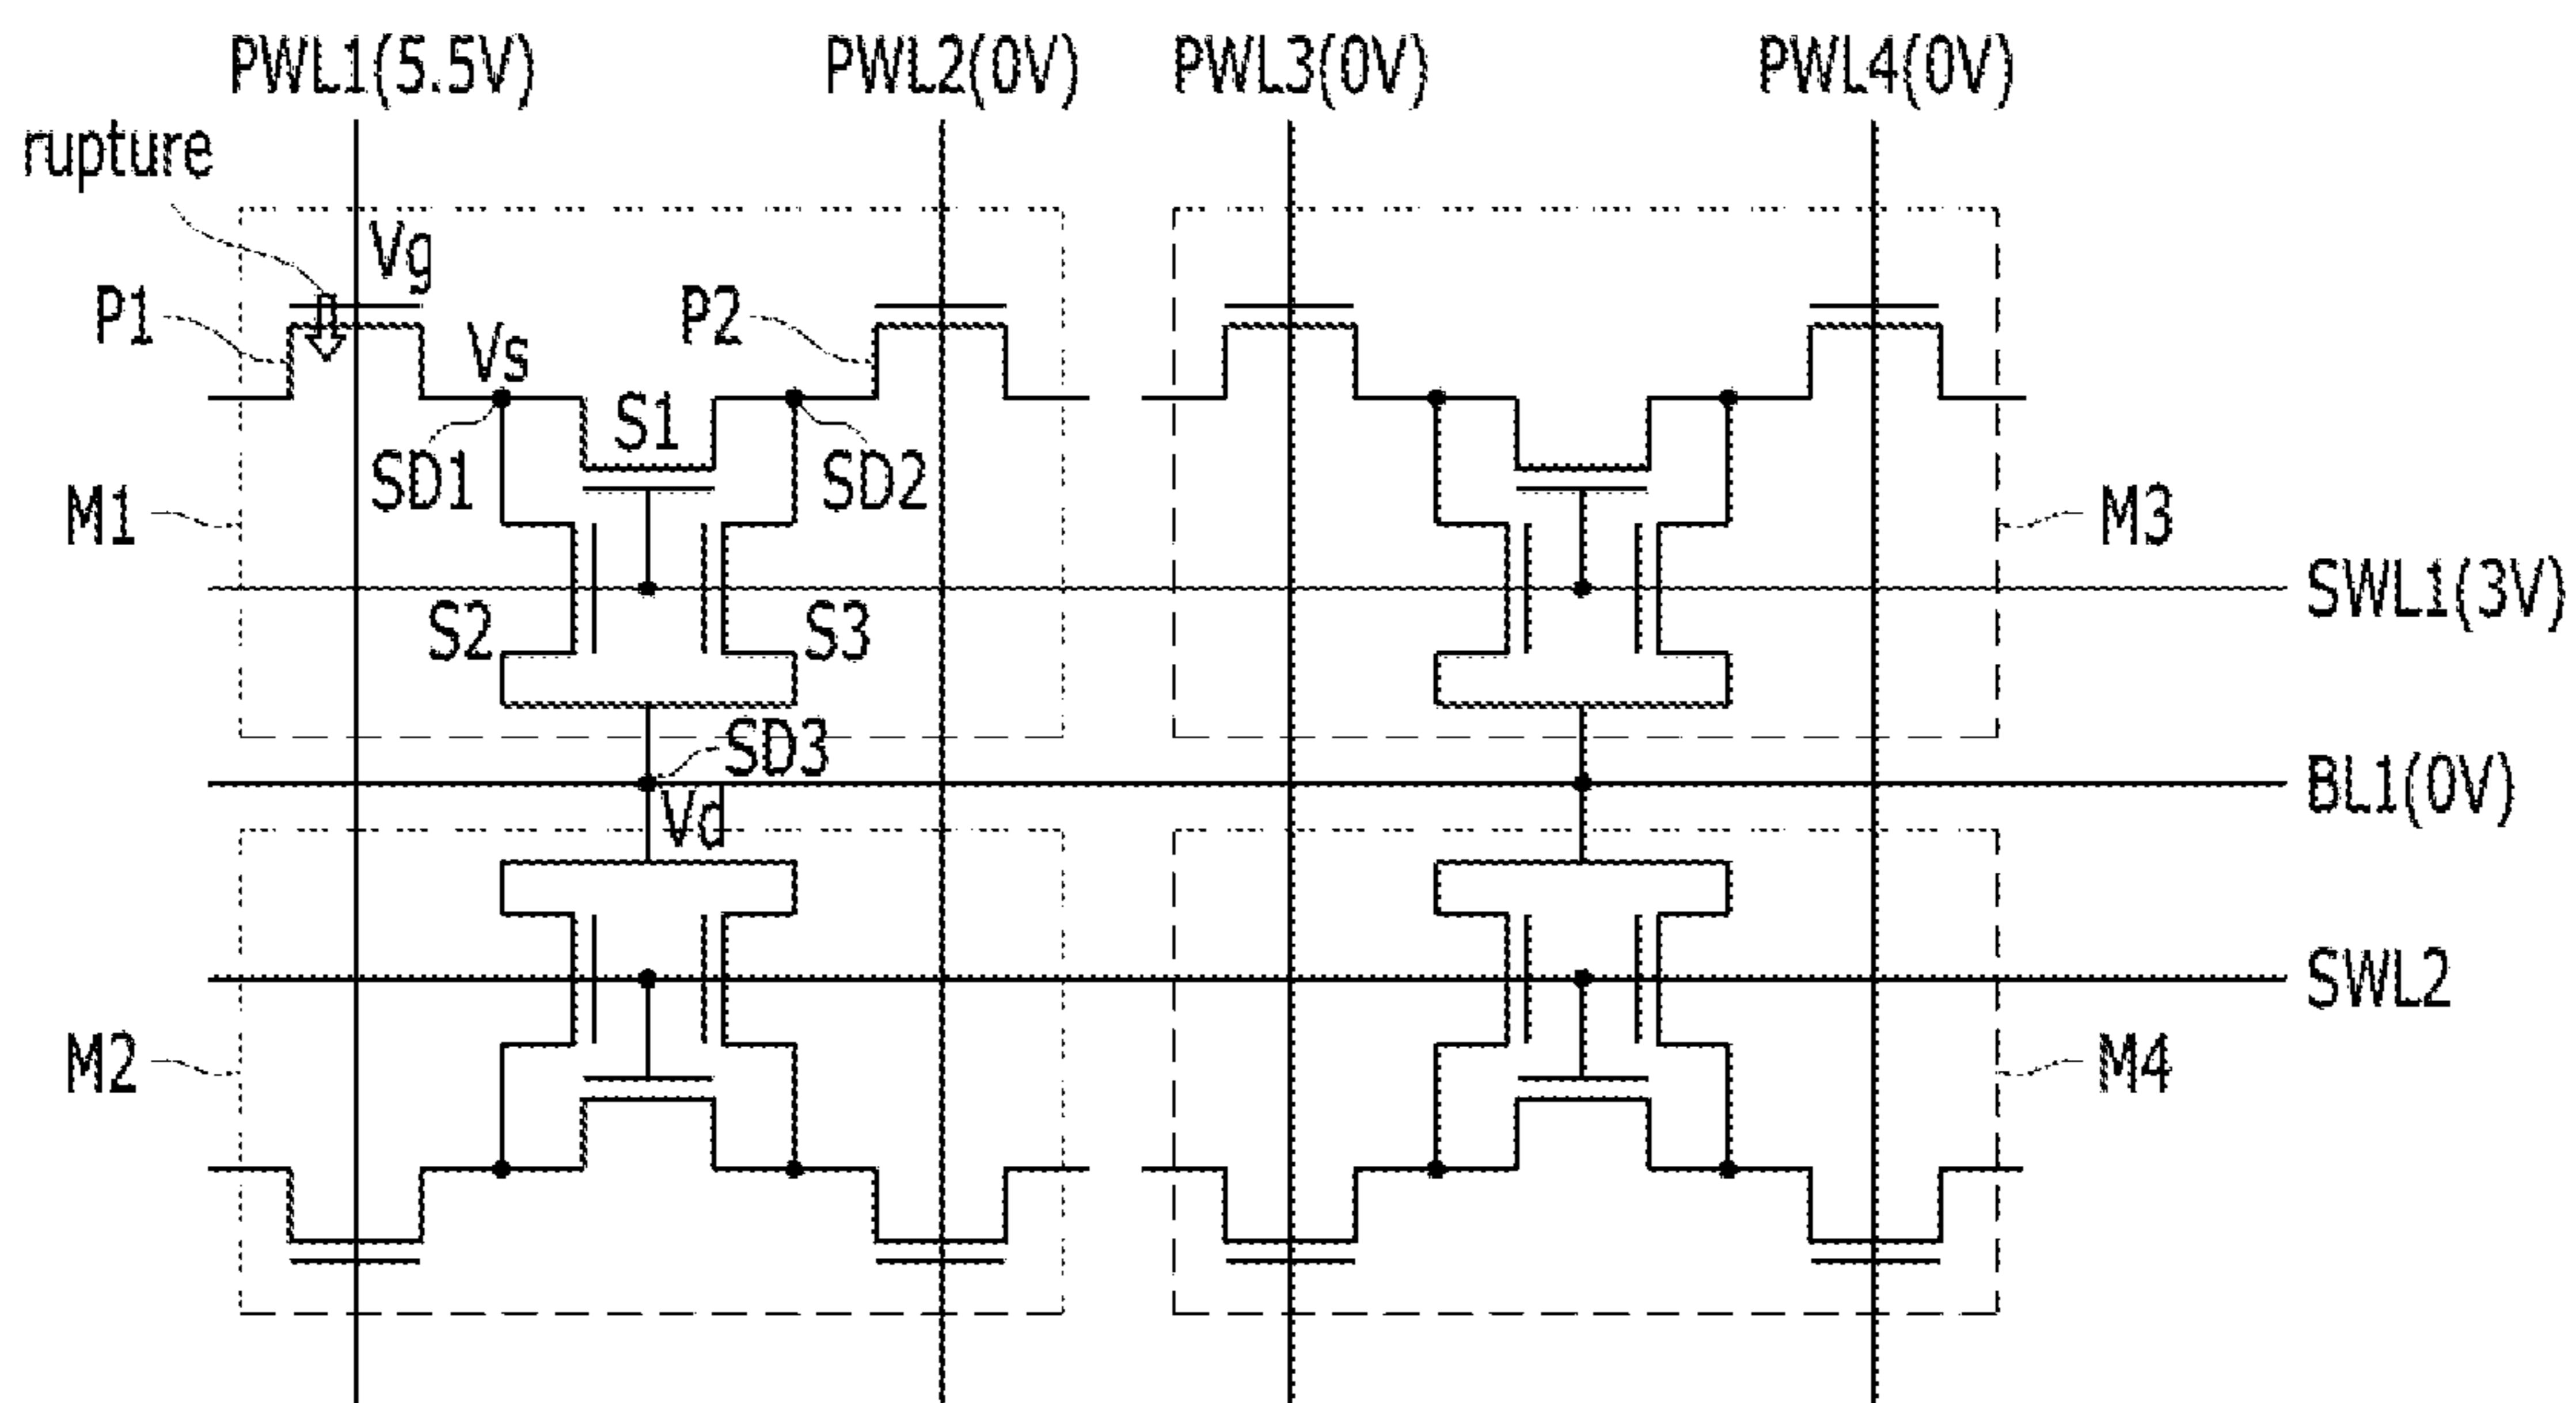 PWL1(5.5V)
PWL2(0V)
PWL3(0V)
PWL4(0V)
rupture
Vg
P1
P2
Vs
S1
SD1
SD2
M1
M3
SWL1(3V)
S2
S3
SD3
BL1(0V)
Vd
SWL2
M2
M4